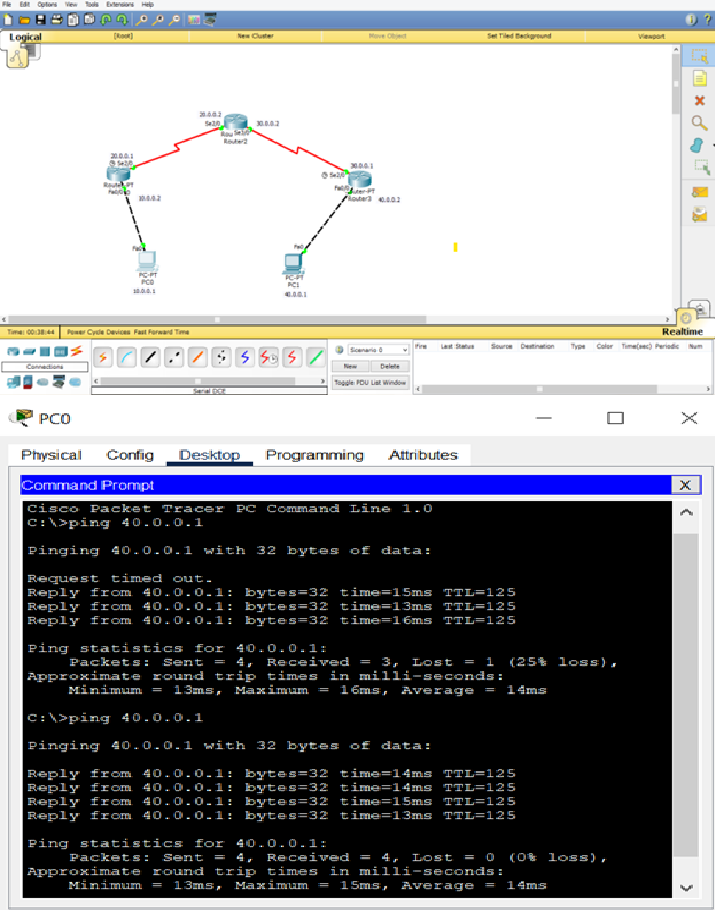 File Edit Options View Tools Extensions Help
Logical [Root] New Cluster Move Object Set Tiled Background Viewport
20.0.0.2
Se2/0
30.0.0.2
Rou Se3/0
Router2
20.0.0.1
Se2/0
Router-PT
Fa0/0
10.0.0.2
30.0.0.1
Se2/0
Fa0/0
uter-PT
Router3
40.0.0.2
Fa0
PC-PT
PC0
10.0.0.1
Fa0
PC-PT
PC1
40.0.0.1
Time: 00:38:44 Power Cycle Devices Fast Forward Time Realtime
Connections
Serial DCE
Scenario 0
New Delete
Toggle PDU List Window
Fire Last Status Source Destination Type Color Time(sec) Periodic Num
PC0
Physical Config Desktop Programming Attributes
Command Prompt X
Cisco Packet Tracer PC Command Line 1.0
C:\>ping 40.0.0.1
Pinging 40.0.0.1 with 32 bytes of data:
Request timed out.
Reply from 40.0.0.1: bytes=32 time=15ms TTL=125
Reply from 40.0.0.1: bytes=32 time=13ms TTL=125
Reply from 40.0.0.1: bytes=32 time=16ms TTL=125
Ping statistics for 40.0.0.1:
Packets: Sent = 4, Received = 3, Lost = 1 (25% loss),
Approximate round trip times in milli-seconds:
Minimum = 13ms, Maximum = 16ms, Average = 14ms
C:\>ping 40.0.0.1
Pinging 40.0.0.1 with 32 bytes of data:
Reply from 40.0.0.1: bytes=32 time=14ms TTL=125
Reply from 40.0.0.1: bytes=32 time=14ms TTL=125
Reply from 40.0.0.1: bytes=32 time=15ms TTL=125
Reply from 40.0.0.1: bytes=32 time=13ms TTL=125
Ping statistics for 40.0.0.1:
Packets: Sent = 4, Received = 4, Lost = 0 (0% loss),
Approximate round trip times in milli-seconds:
Minimum = 13ms, Maximum = 15ms, Average = 14ms